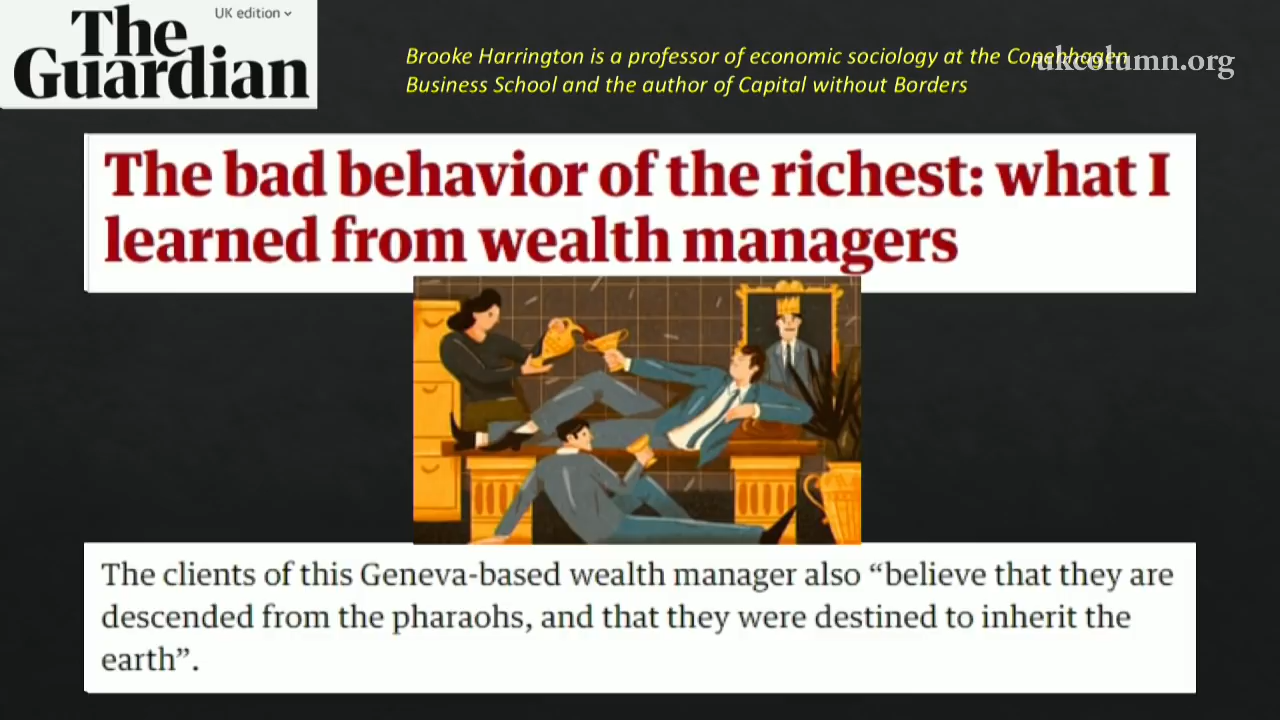 The
Guardian
UK edition
Brooke Harrington is a professor of economic sociology at the Copenhagen
Business School and the author of Capital without Borders
ukcolumn.org
The bad behavior of the richest: what I
learned from wealth managers
The clients of this Geneva-based wealth manager also “believe that they are
descended from the pharaohs, and that they were destined to inherit the
earth”.